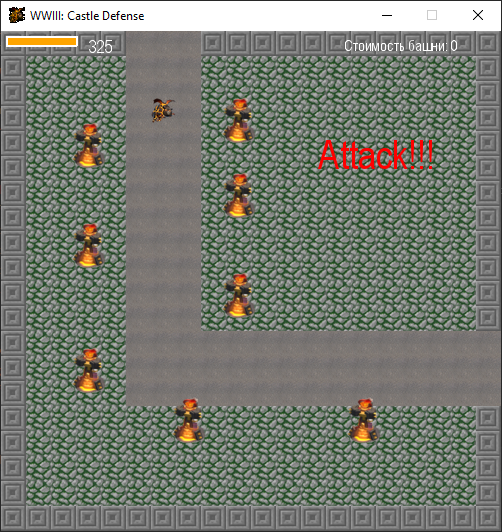 WWIII: Castle Defense
325
Стоимость башни: 0
Attack!!!